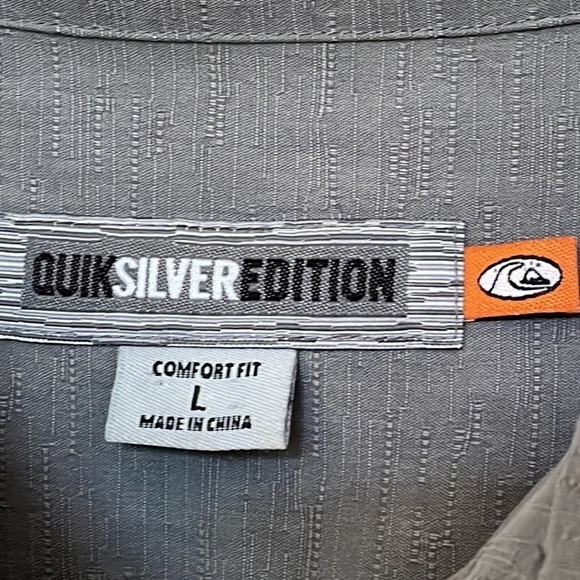 QUIKSILVEREDITION
COMFORT FIT
L
MADE IN CHINA